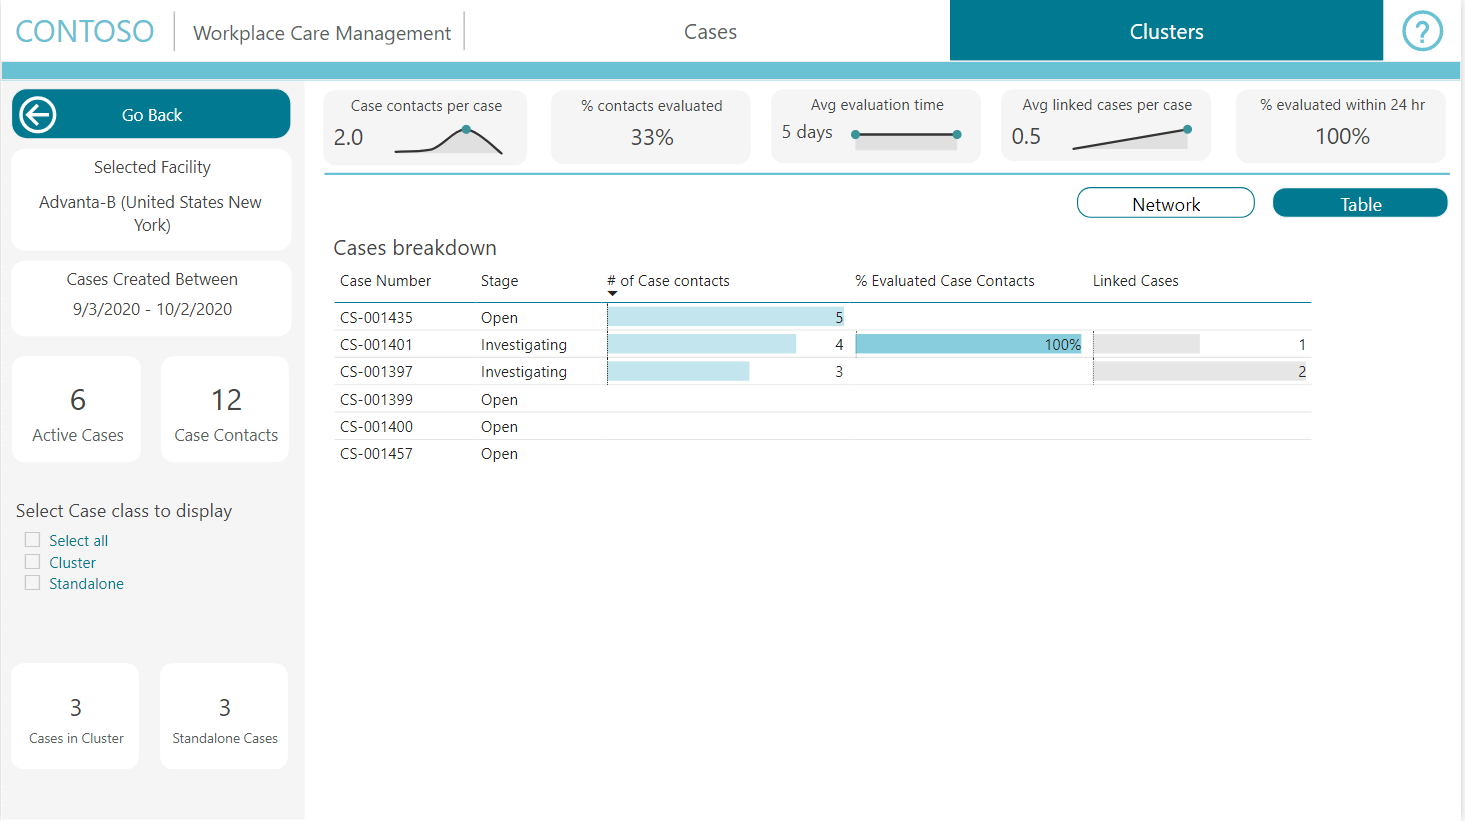 CONTOSO
Workplace Care Management
Cases
Clusters
?
Go Back
Selected Facility
Advanta-B (United States New
York)
Cases Created Between
9/3/2020 - 10/2/2020
6
Active Cases
12
Case Contacts
Select Case class to display
Select all
Cluster
Standalone
3
Cases in Cluster
3
Standalone Cases
Case contacts per case
2.0
% contacts evaluated
33%
Avg evaluation time
5 days
Avg linked cases per case
0.5
% evaluated within 24 hr
100%
Network
Table
Cases breakdown
Case Number Stage # of Case contacts % Evaluated Case Contacts Linked Cases
CS-001435 Open 5
CS-001401 Investigating 4 100% 1
CS-001397 Investigating 3 2
CS-001399 Open
CS-001400 Open
CS-001457 Open